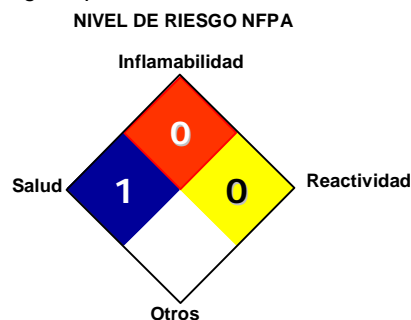 NIVEL DE RIESGO NFPA
Inflamabilidad
0
Salud
1
0
Reactividad
Otros